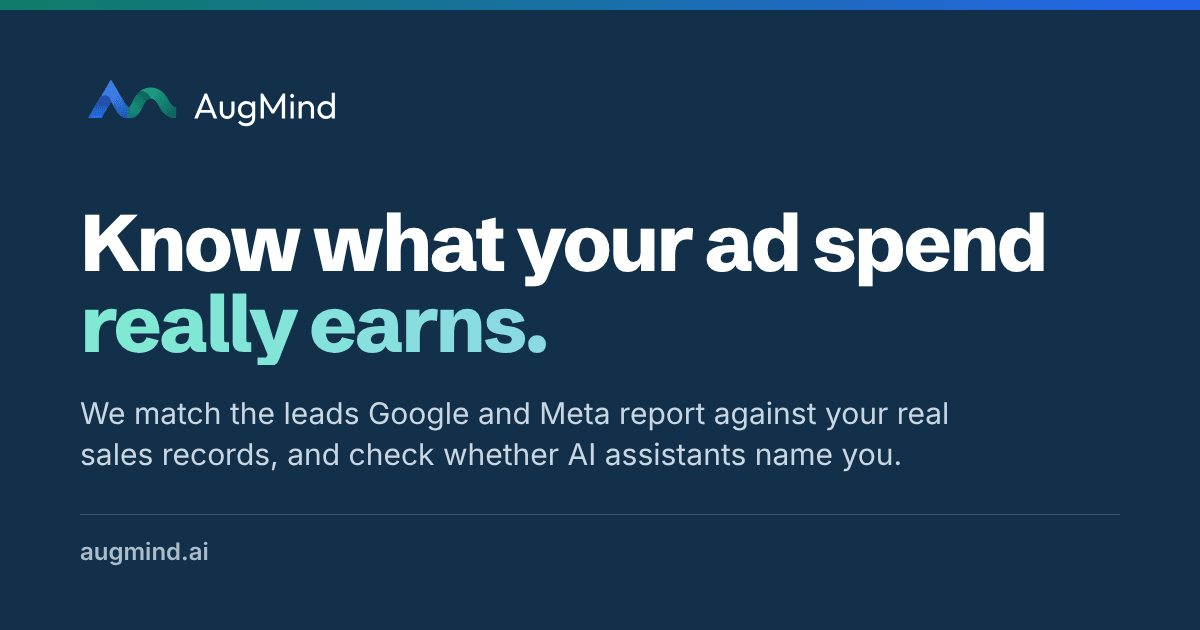 AugMind
Know what your ad spend
really earns.
We match the leads Google and Meta report against your real
sales records, and check whether AI assistants name you.
augmind.ai